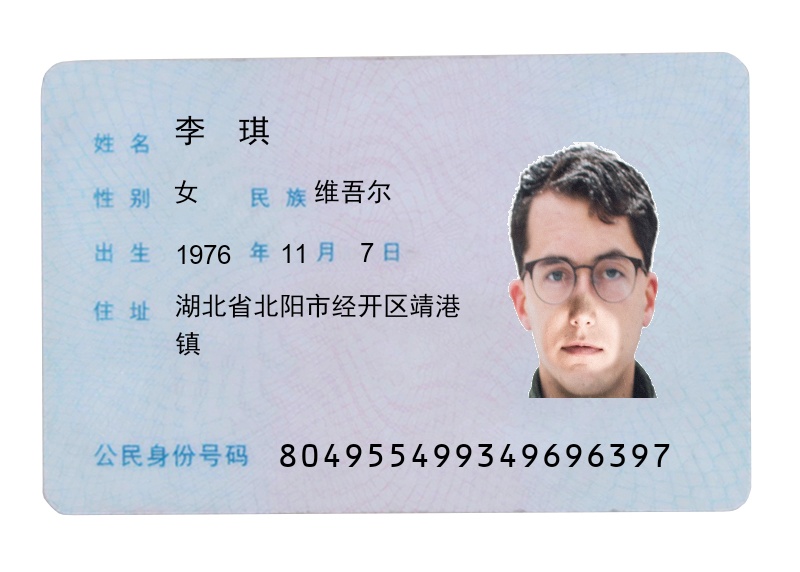 姓名 李琪
性别 女 民族 维吾尔
出生 1976 年 11 月 7 日
住址 湖北省北阳市经开区靖港
镇
公民身份号码 804955499349696397